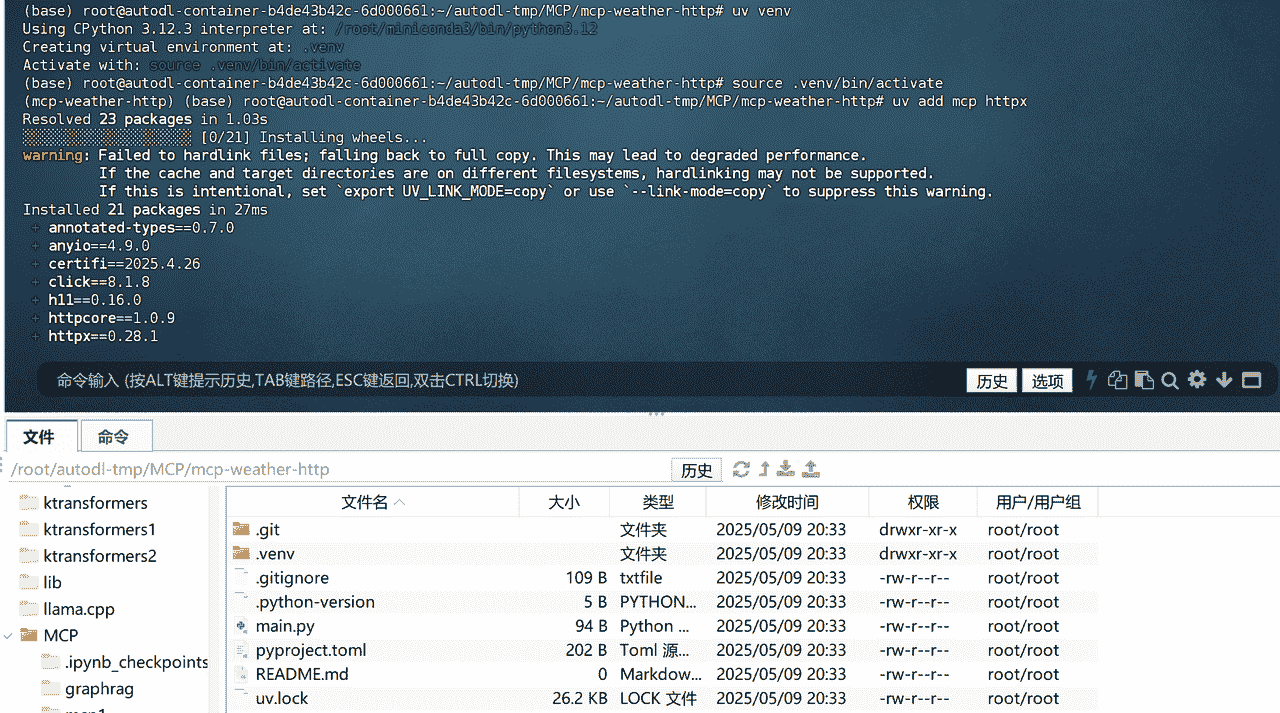 (base) root@autodl-container-b4de43b42c-6d000661:~/autodl-tmp/MCP/mcp-weather-http# uv venv
Using CPython 3.12.3 interpreter at: /root/miniconda3/bin/python3.12
Creating virtual environment at: .venv
Activate with: source .venv/bin/activate
(base) root@autodl-container-b4de43b42c-6d000661:~/autodl-tmp/MCP/mcp-weather-http# source .venv/bin/activate
(mcp-weather-http) (base) root@autodl-container-b4de43b42c-6d000661:~/autodl-tmp/MCP/mcp-weather-http# uv add mcp httpx
Resolved 23 packages in 1.03s
░░░░░░░░░░░░░░░░░░░░ [0/21] Installing wheels...
warning: Failed to hardlink files; falling back to full copy. This may lead to degraded performance.
If the cache and target directories are on different filesystems, hardlinking may not be supported.
If this is intentional, set `export UV_LINK_MODE=copy` or use `--link-mode=copy` to suppress this warning.
Installed 21 packages in 27ms
+ annotated-types==0.7.0
+ anyio==4.9.0
+ certifi==2025.4.26
+ click==8.1.8
+ h11==0.16.0
+ httpcore==1.0.9
+ httpx==0.28.1
命令输入 (按ALT键提示历史,TAB键路径,ESC键返回,双击CTRL切换) 历史 选项
文件 命令
/root/autodl-tmp/MCP/mcp-weather-http 历史
ktransformers
ktransformers1
ktransformers2
lib
llama.cpp
MCP
.ipynb_checkpoints
graphrag
文件名 大小 类型 修改时间 权限 用户/用户组
.git 文件夹 2025/05/09 20:33 drwxr-xr-x root/root
.venv 文件夹 2025/05/09 20:33 drwxr-xr-x root/root
.gitignore 109 B txtfile 2025/05/09 20:33 -rw-r--r-- root/root
.python-version 5 B PYTHON... 2025/05/09 20:33 -rw-r--r-- root/root
main.py 94 B Python ... 2025/05/09 20:33 -rw-r--r-- root/root
pyproject.toml 202 B Toml 源... 2025/05/09 20:33 -rw-r--r-- root/root
README.md 0 Markdow... 2025/05/09 20:33 -rw-r--r-- root/root
uv.lock 26.2 KB LOCK 文件 2025/05/09 20:33 -rw-r--r-- root/root